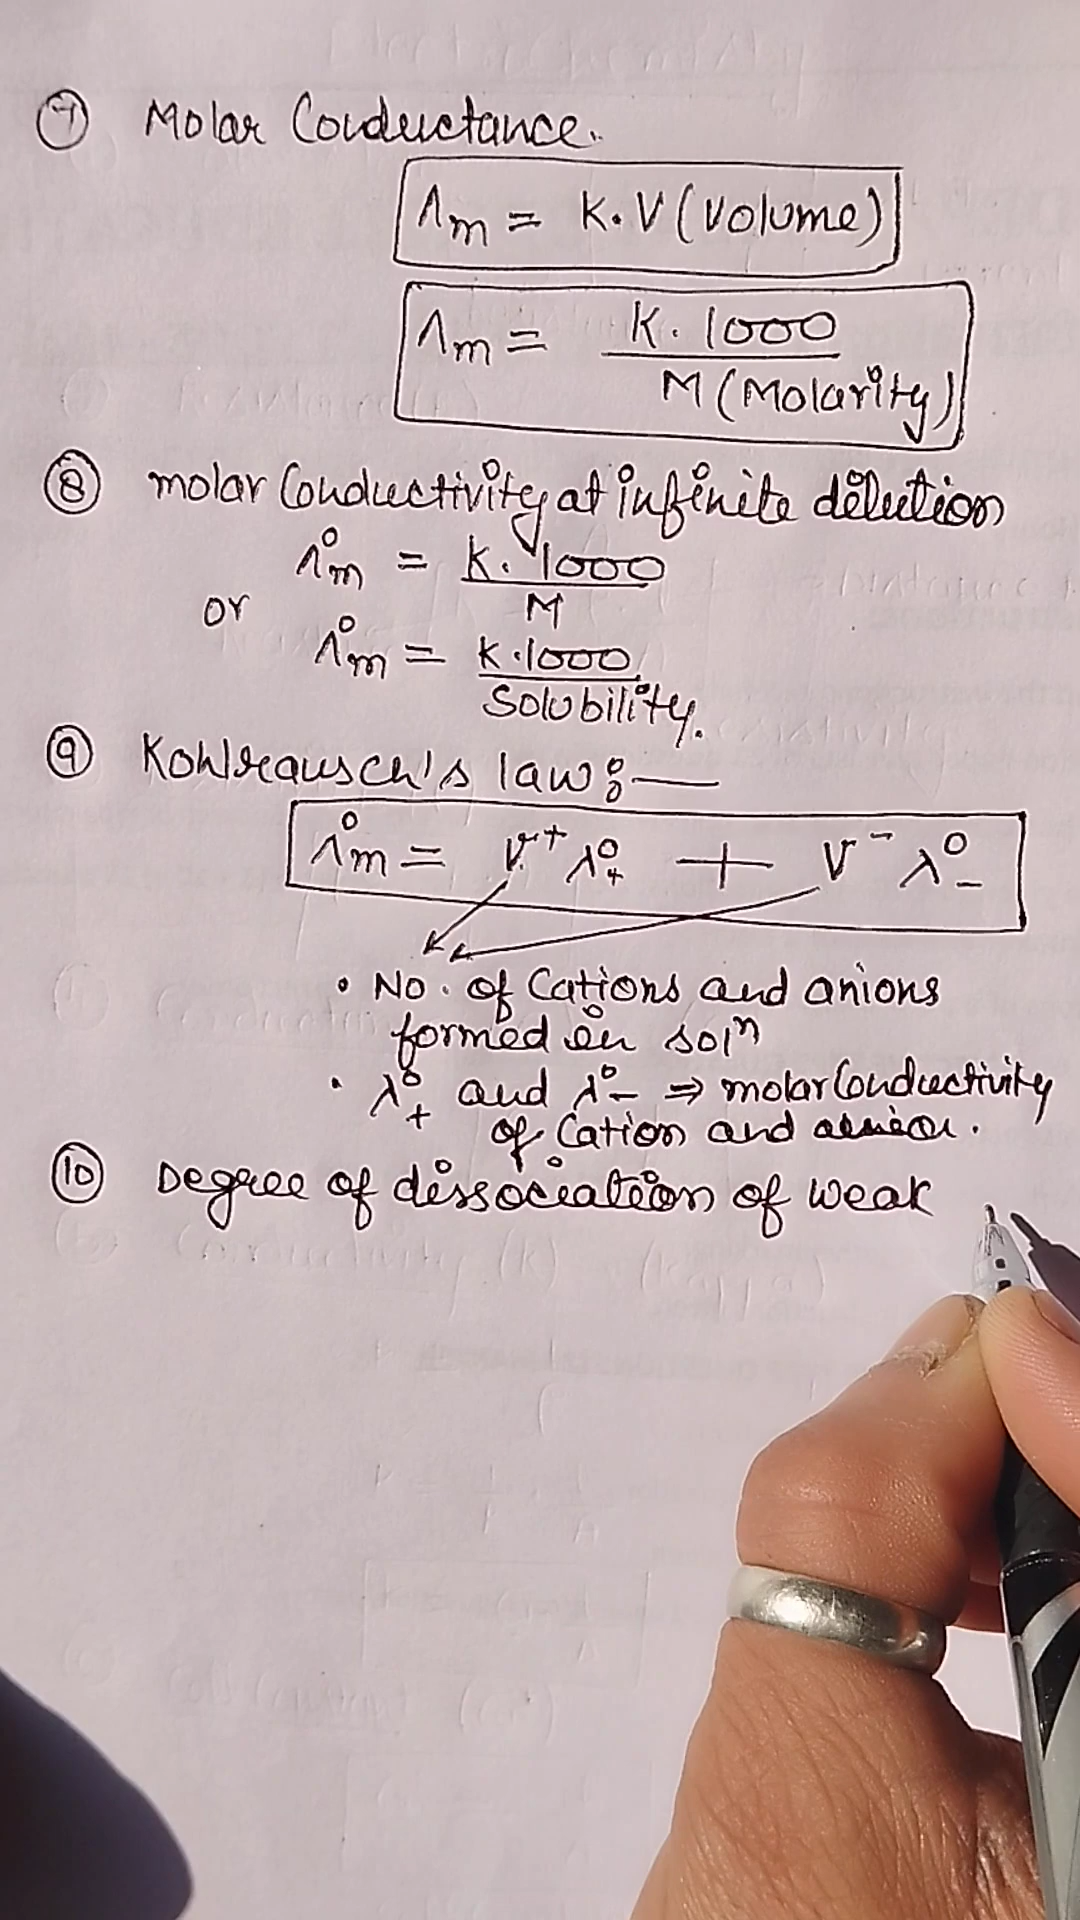 ⑦ Molar Conductance.
Λm = K.V (Volume)
Λm = K. 1000
M (Molarity)
⑧ molar Conductivity at infinite dilution
Λ°m = K. 1000
M
or
Λ°m = K.1000
Solubility.
⑨ Kohlrausch's law:—
Λ°m = V⁺ λ°₊ + V⁻ λ°₋
• No. of Cations and anions
formed in solⁿ
• λ°₊ and λ°₋ ⇒ molar Conductivity
of Cation and anion.
⑩ Degree of dissociation of weak